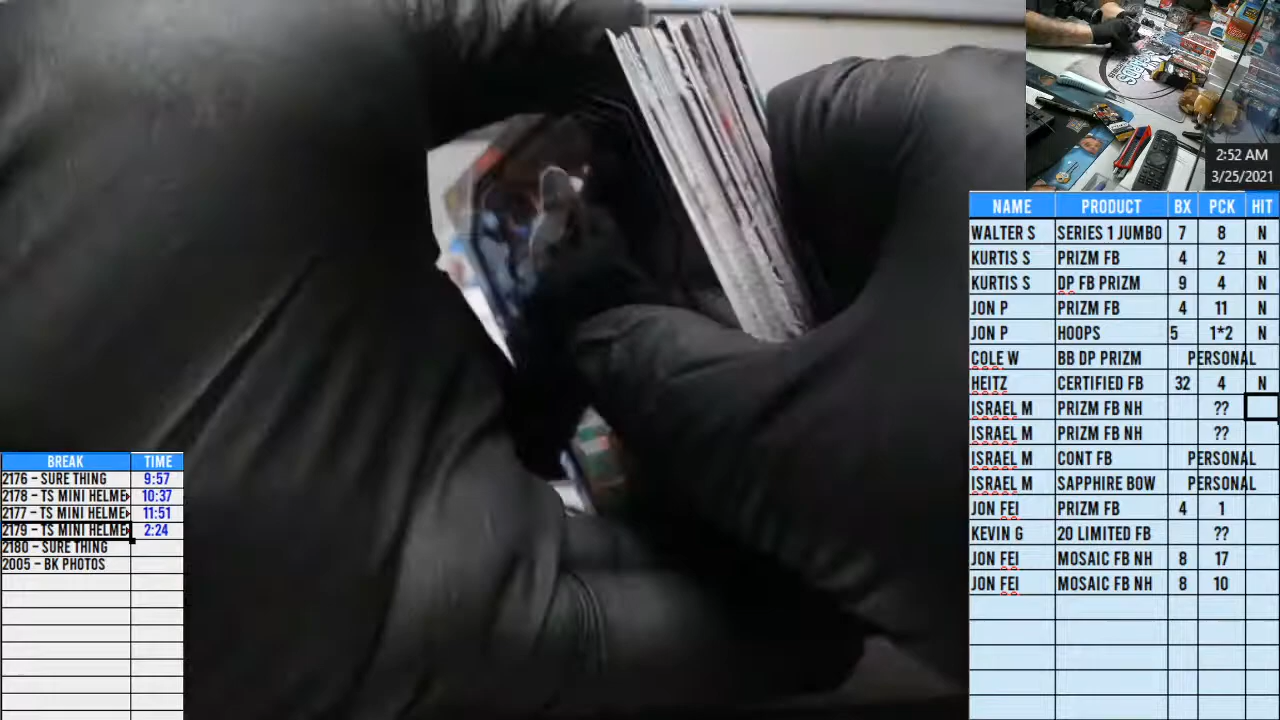 2:52 AM
3/25/2021
NAME PRODUCT BX PCK HIT
WALTER S SERIES 1 JUMBO 7 8 N
KURTIS S PRIZM FB 4 2 N
KURTIS S DP FB PRIZM 9 4 N
JON P PRIZM FB 4 11 N
JON P HOOPS 5 1*2 N
COLE W BB DP PRIZM PERSONAL
HEITZ CERTIFIED FB 32 4 N
ISRAEL M PRIZM FB NH ??
ISRAEL M PRIZM FB NH ??
ISRAEL M CONT FB PERSONAL
ISRAEL M SAPPHIRE BOW PERSONAL
JON FEI PRIZM FB 4 1
KEVIN G 20 LIMITED FB ??
JON FEI MOSAIC FB NH 8 17
JON FEI MOSAIC FB NH 8 10
BREAK TIME
2176 - SURE THING 9:57
2178 - TS MINI HELME 10:37
2177 - TS MINI HELME 11:51
2179 - TS MINI HELME 2:24
2180 - SURE THING
2005 - BK PHOTOS